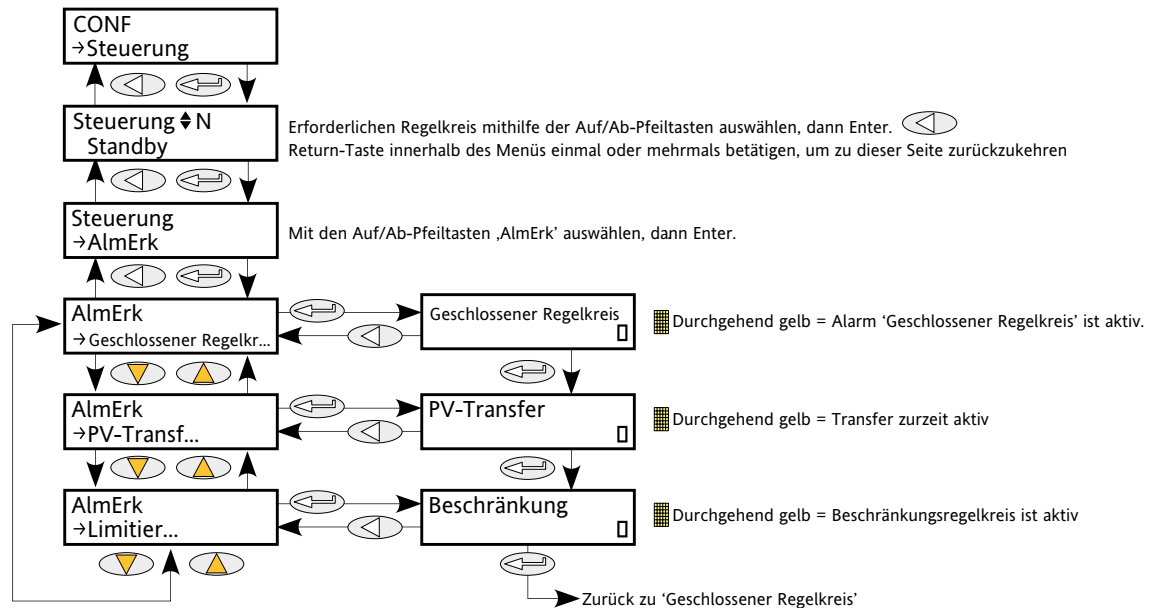 CONF
→Steuerung
Steuerung N
Standby
Erforderlichen Regelkreis mithilfe der Auf/Ab-Pfeiltasten auswählen, dann Enter.
Return-Taste innerhalb des Menüs einmal oder mehrmals betätigen, um zu dieser Seite zurückzukehren
Steuerung
→AlmErk
Mit den Auf/Ab-Pfeiltasten ‚AlmErk’ auswählen, dann Enter.
AlmErk
→Geschlossener Regelkr...
Geschlossener Regelkreis
Durchgehend gelb = Alarm ‘Geschlossener Regelkreis’ ist aktiv.
AlmErk
→PV-Transf...
PV-Transfer
Durchgehend gelb = Transfer zurzeit aktiv
AlmErk
→Limitier...
Beschränkung
Durchgehend gelb = Beschränkungsregelkreis ist aktiv
Zurück zu ‘Geschlossener Regelkreis’